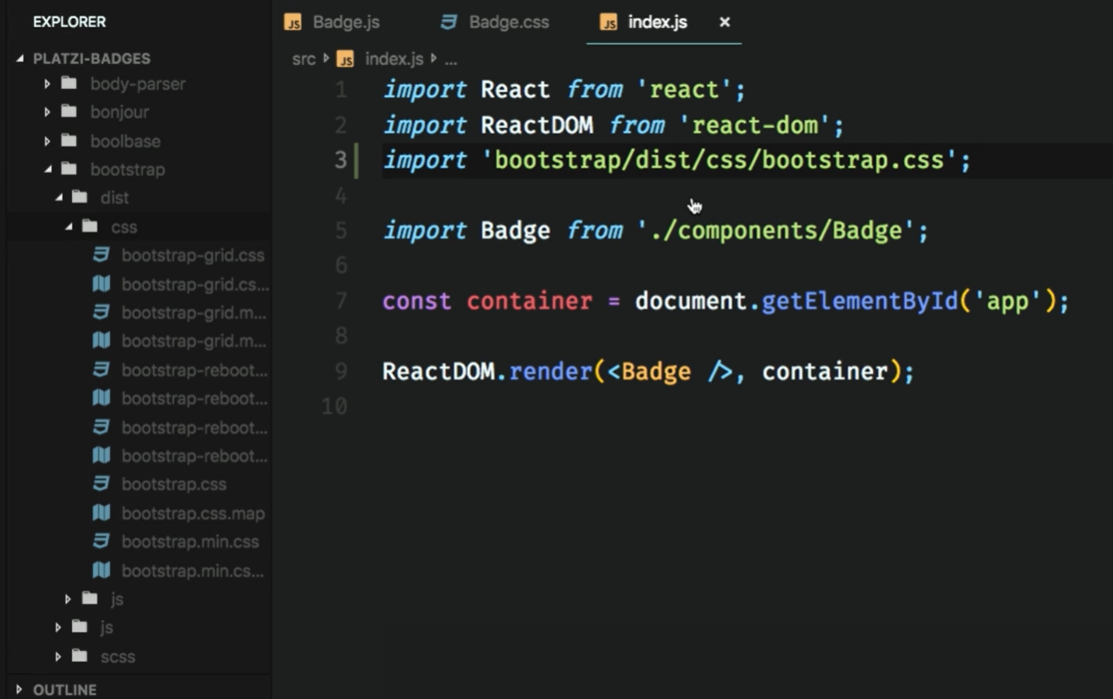 EXPLORER
PLATZI-BADGES
body-parser
bonjour
boolbase
bootstrap
dist
css
bootstrap-grid.css
bootstrap-grid.cs...
bootstrap-grid.m...
bootstrap-grid.m...
bootstrap-reboot...
bootstrap-reboot...
bootstrap-reboot...
bootstrap-reboot...
bootstrap.css
bootstrap.css.map
bootstrap.min.css
bootstrap.min.cs...
js
js
scss
OUTLINE
JS Badge.js
Badge.css
JS index.js ×
src JS index.js ...
1 import React from 'react';
2 import ReactDOM from 'react-dom';
3 import 'bootstrap/dist/css/bootstrap.css';
4
5 import Badge from './components/Badge';
6
7 const container = document.getElementById('app');
8
9 ReactDOM.render(<Badge />, container);
10